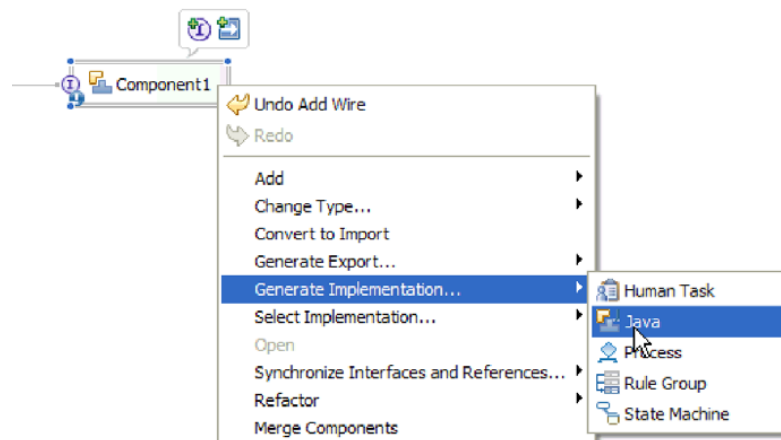 Component1
Undo Add Wire
Redo
Add
Change Type...
Convert to Import
Generate Export...
Generate Implementation...
Select Implementation...
Open
Synchronize Interfaces and References...
Refactor
Merge Components
Human Task
Java
Process
Rule Group
State Machine